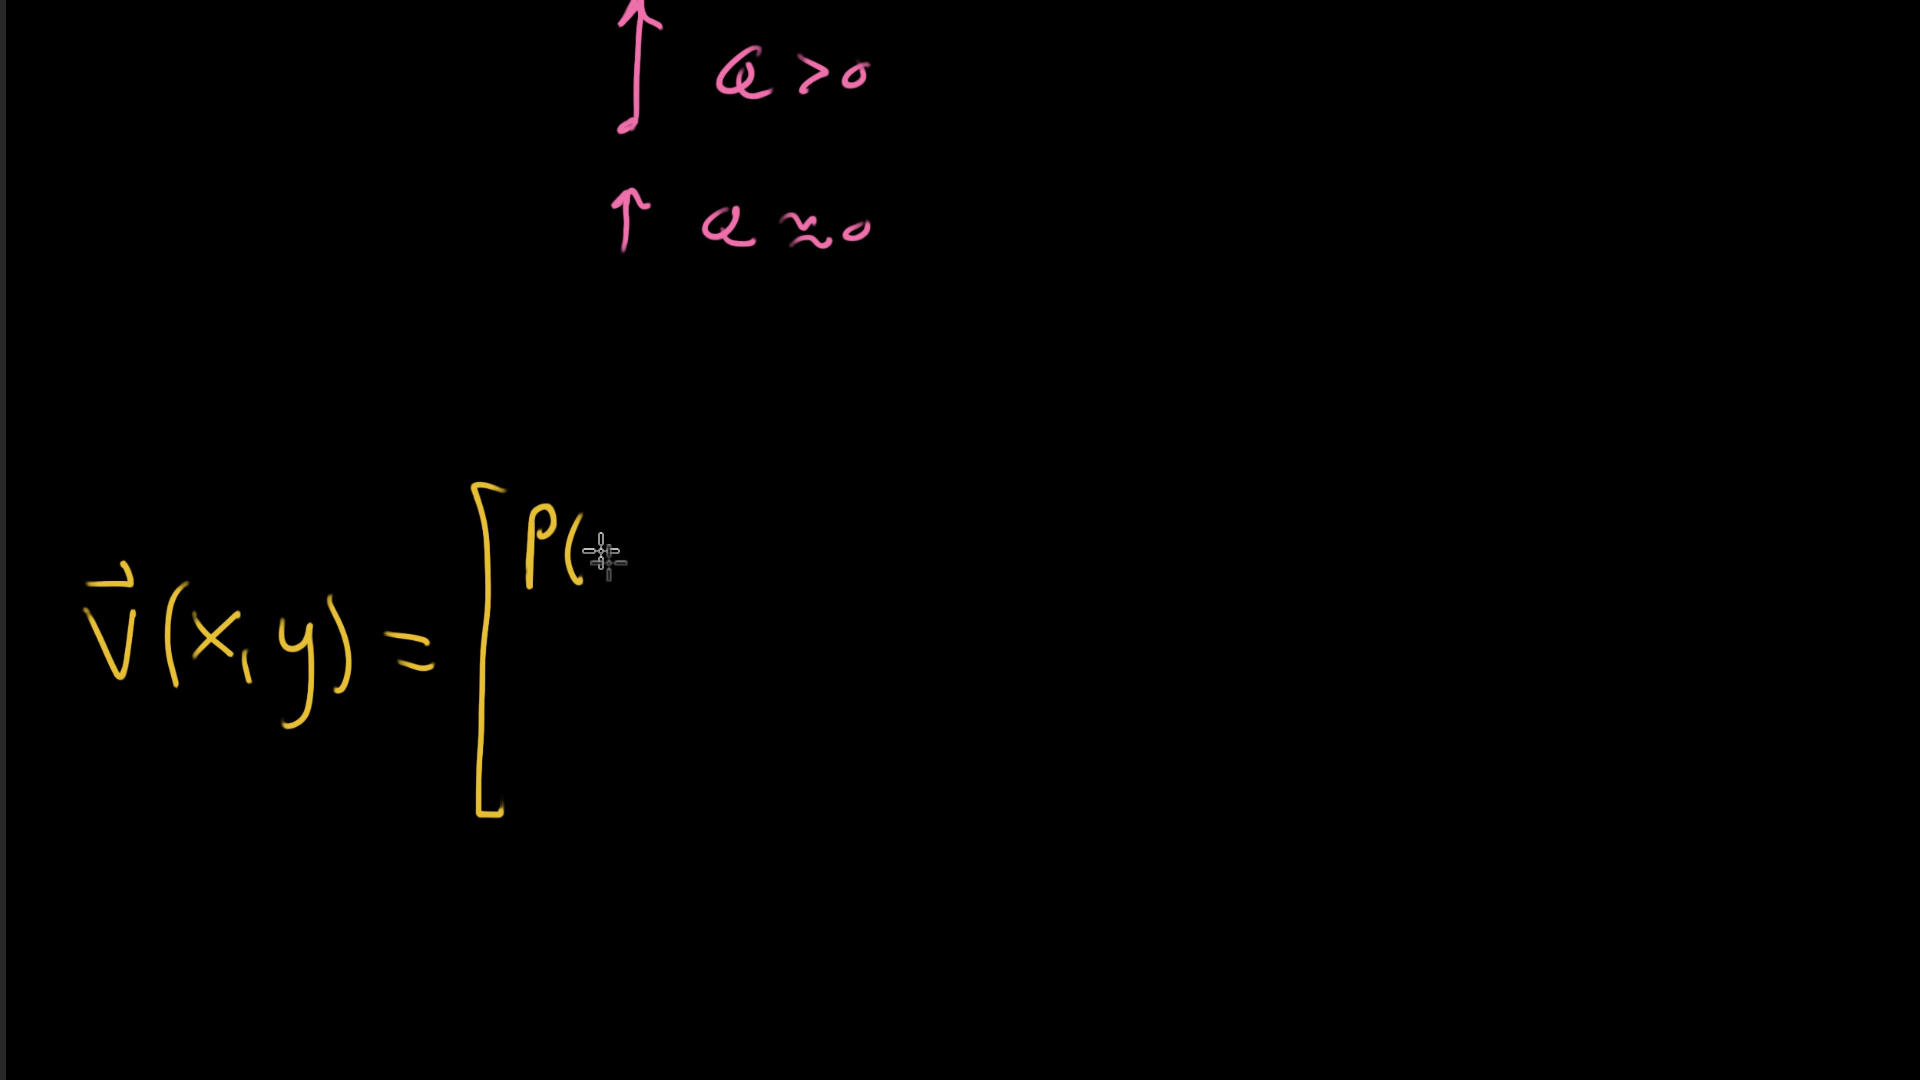 Q > 0
Q ≈ 0
P(
v⃗(x, y) = [